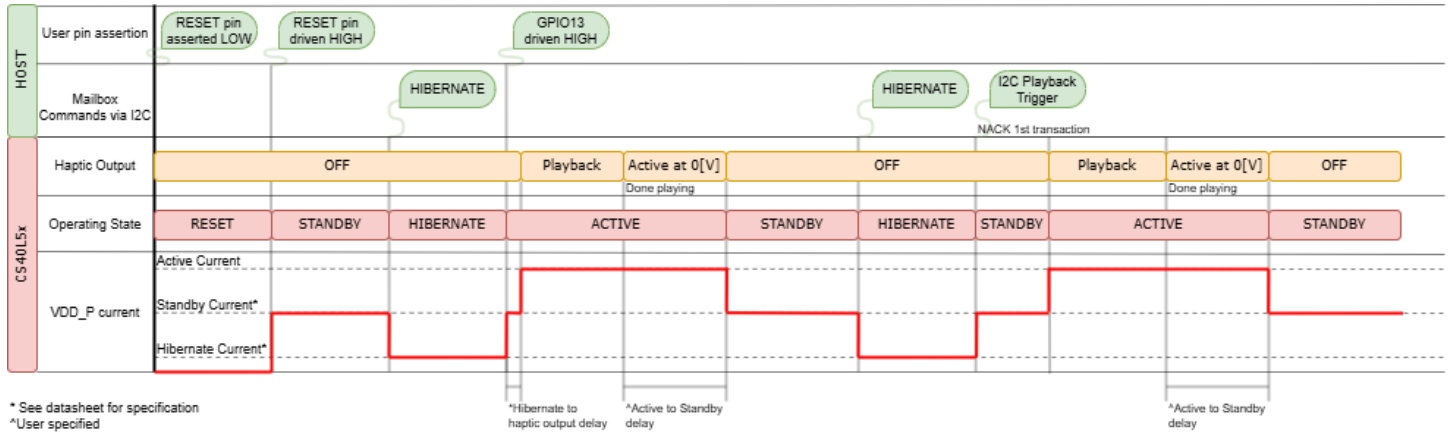 HOST
User pin assertion
RESET pin
asserted LOW
RESET pin
driven HIGH
GPIO13
driven HIGH
Mailbox
Commands via I2C
HIBERNATE
HIBERNATE
I2C Playback
Trigger
NACK 1st transaction
CS40L5x
Haptic Output
OFF
Playback
Active at 0[V]
OFF
Playback
Active at 0[V]
OFF
Done playing
Done playing
Operating State
RESET
STANDBY
HIBERNATE
ACTIVE
STANDBY
HIBERNATE
STANDBY
ACTIVE
STANDBY
VDD_P current
Active Current
Standby Current*
Hibernate Current*
* See datasheet for specification
^User specified
*Hibernate to
haptic output delay
^Active to Standby
delay
^Active to Standby
delay